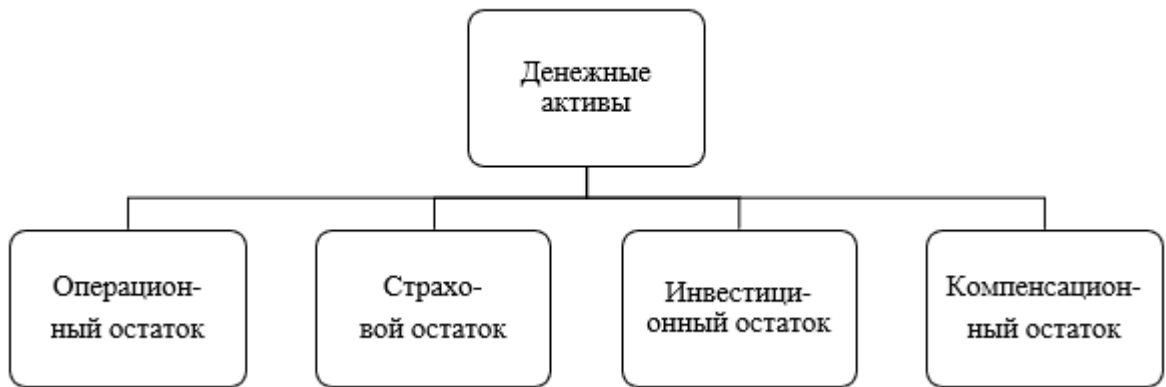 Денежные
активы
Операцион-
ный остаток
Страхо-
вой остаток
Инвестици-
онный остаток
Компенсацион-
ный остаток